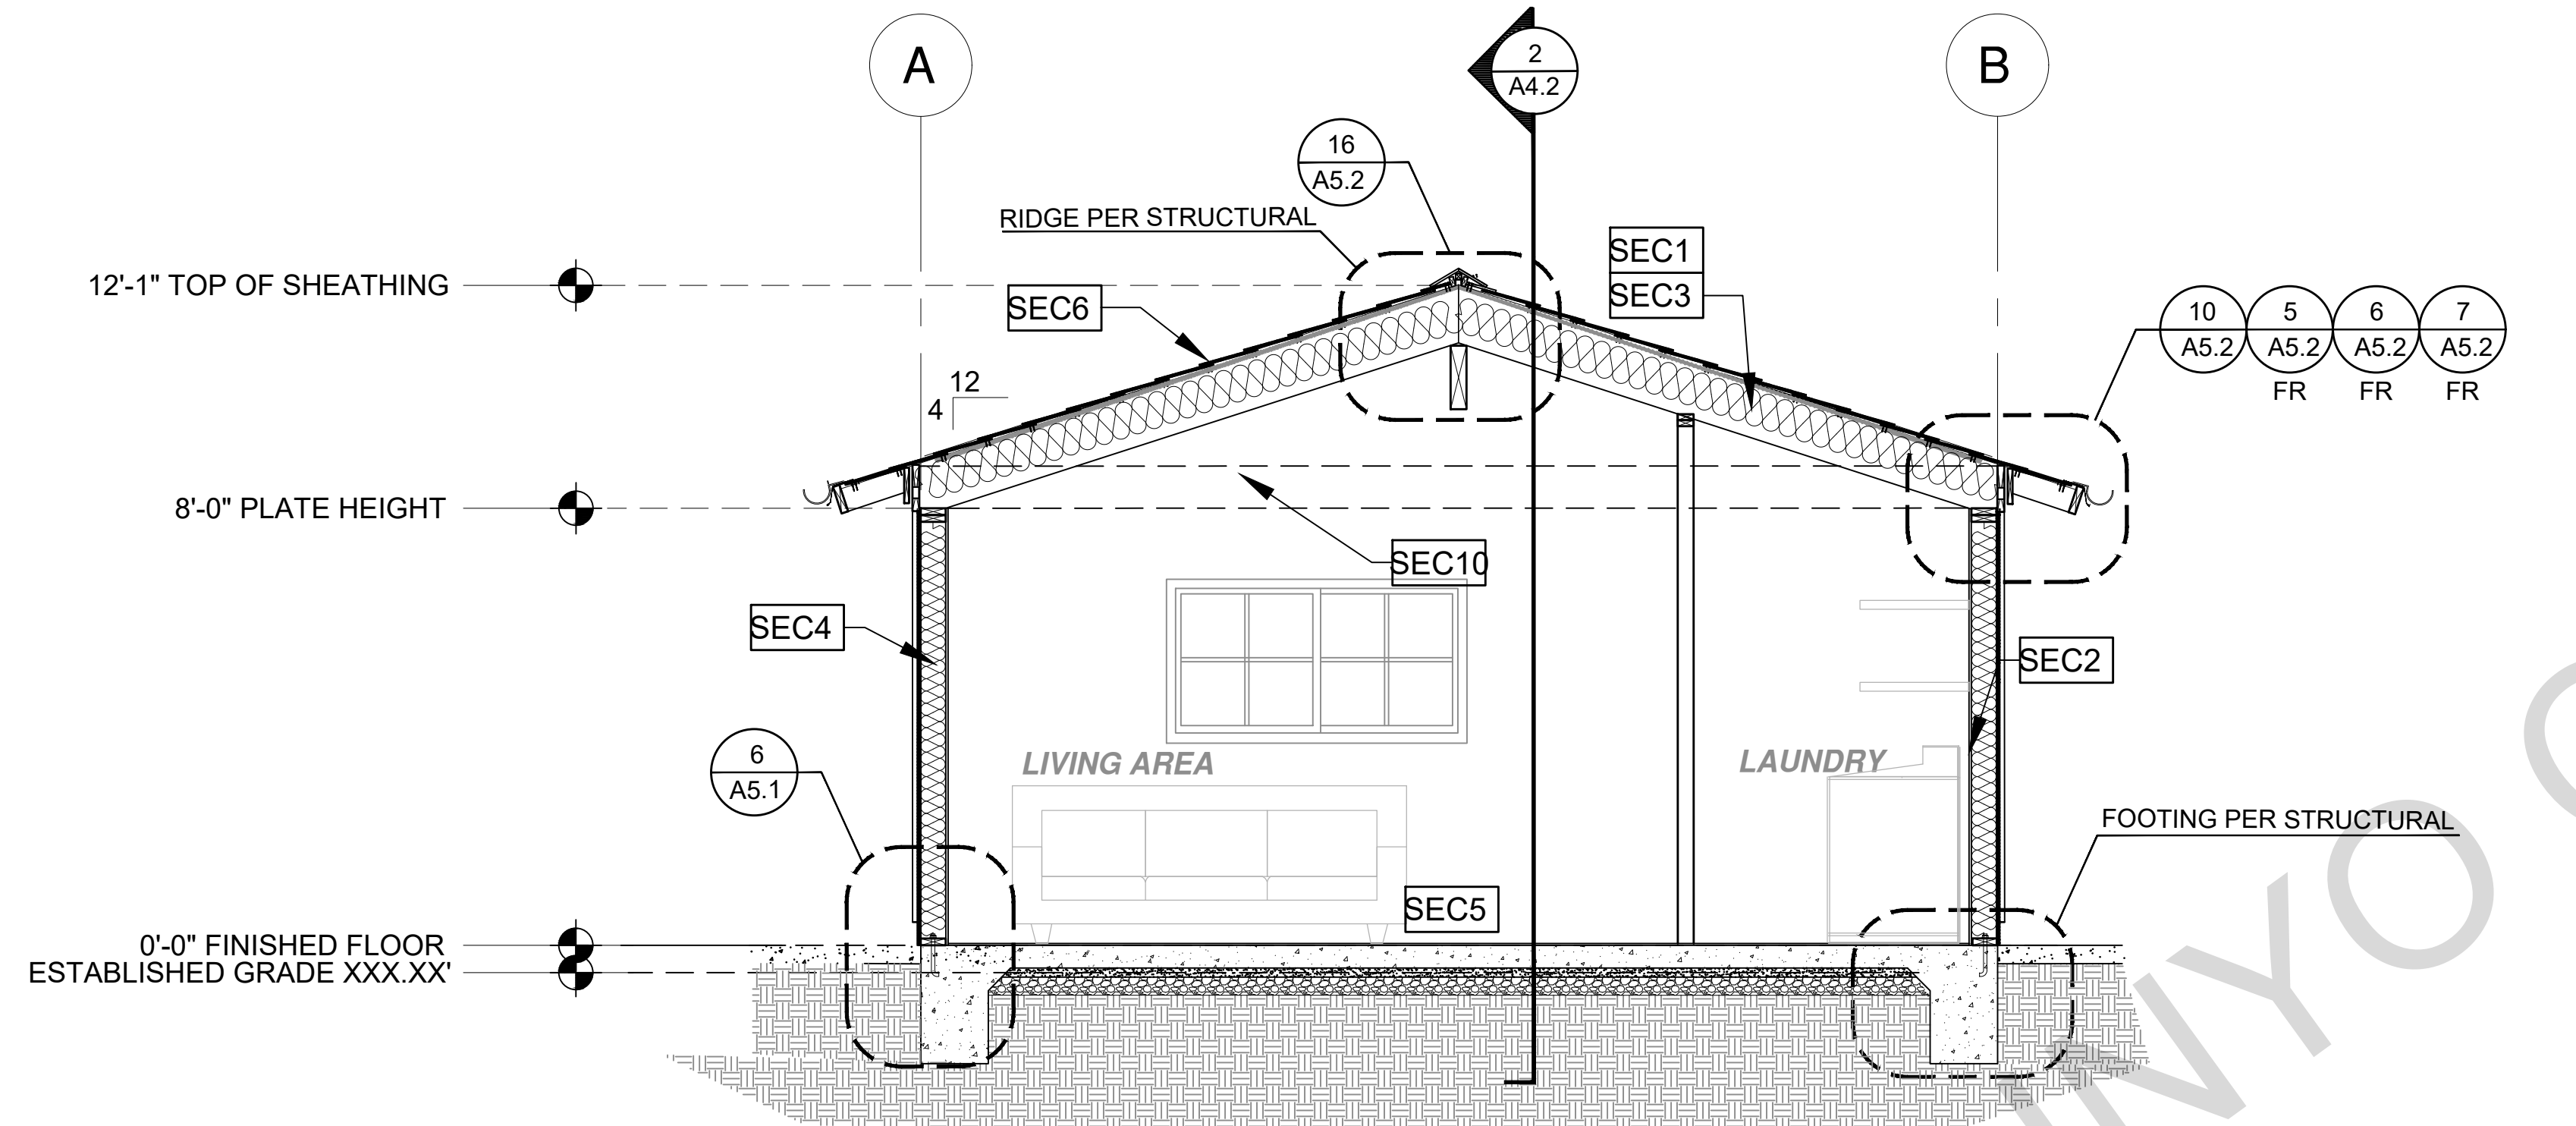 A
B
2
A4.2
16
A5.2
RIDGE PER STRUCTURAL
SEC1
SEC3
12'-1" TOP OF SHEATHING
SEC6
10
A5.2
5
A5.2
FR
6
A5.2
FR
7
A5.2
FR
12
4
8'-0" PLATE HEIGHT
SEC10
SEC4
SEC2
6
A5.1
LIVING AREA
LAUNDRY
FOOTING PER STRUCTURAL
SEC5
0'-0" FINISHED FLOOR
ESTABLISHED GRADE XXX.XX'